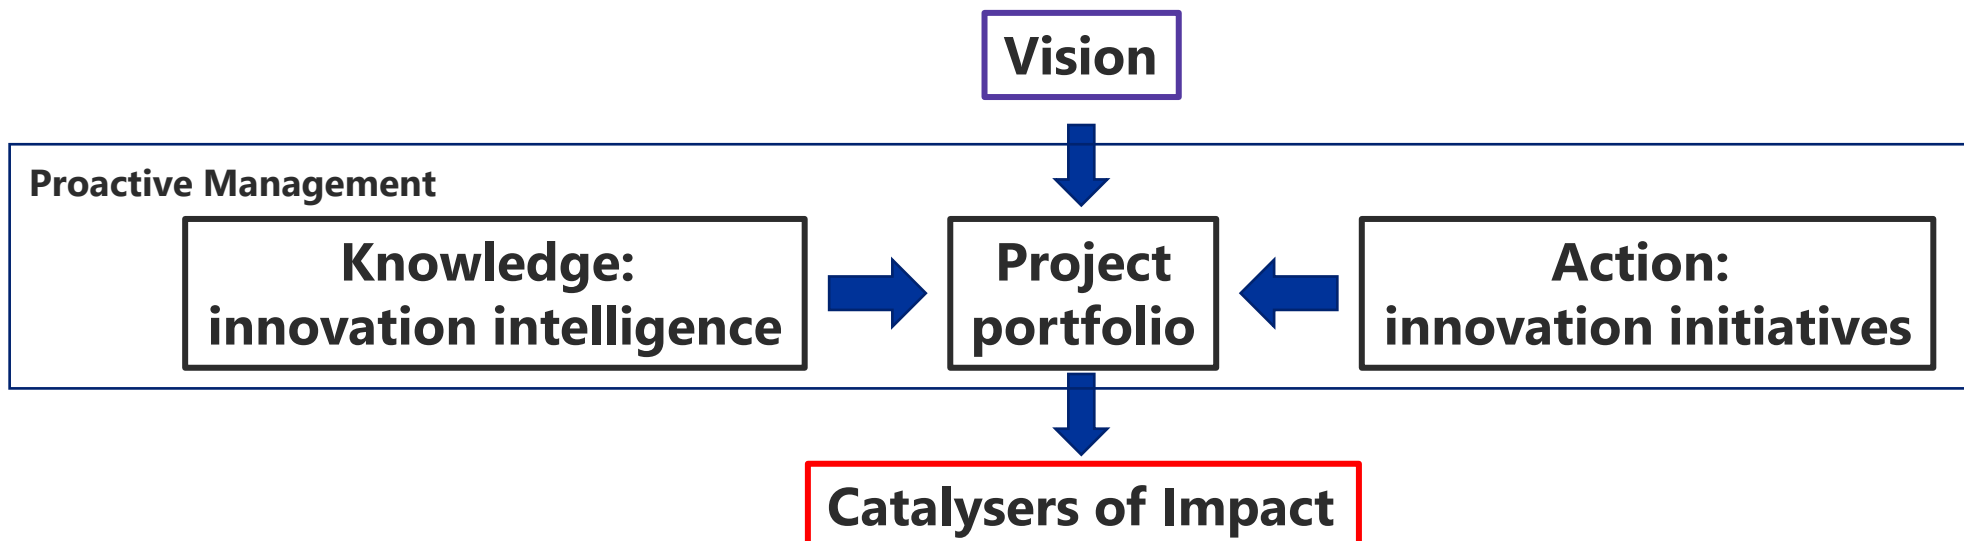 Vision
Proactive Management
Knowledge:
innovation intelligence
Project
portfolio
Action:
innovation initiatives
Catalysers of Impact